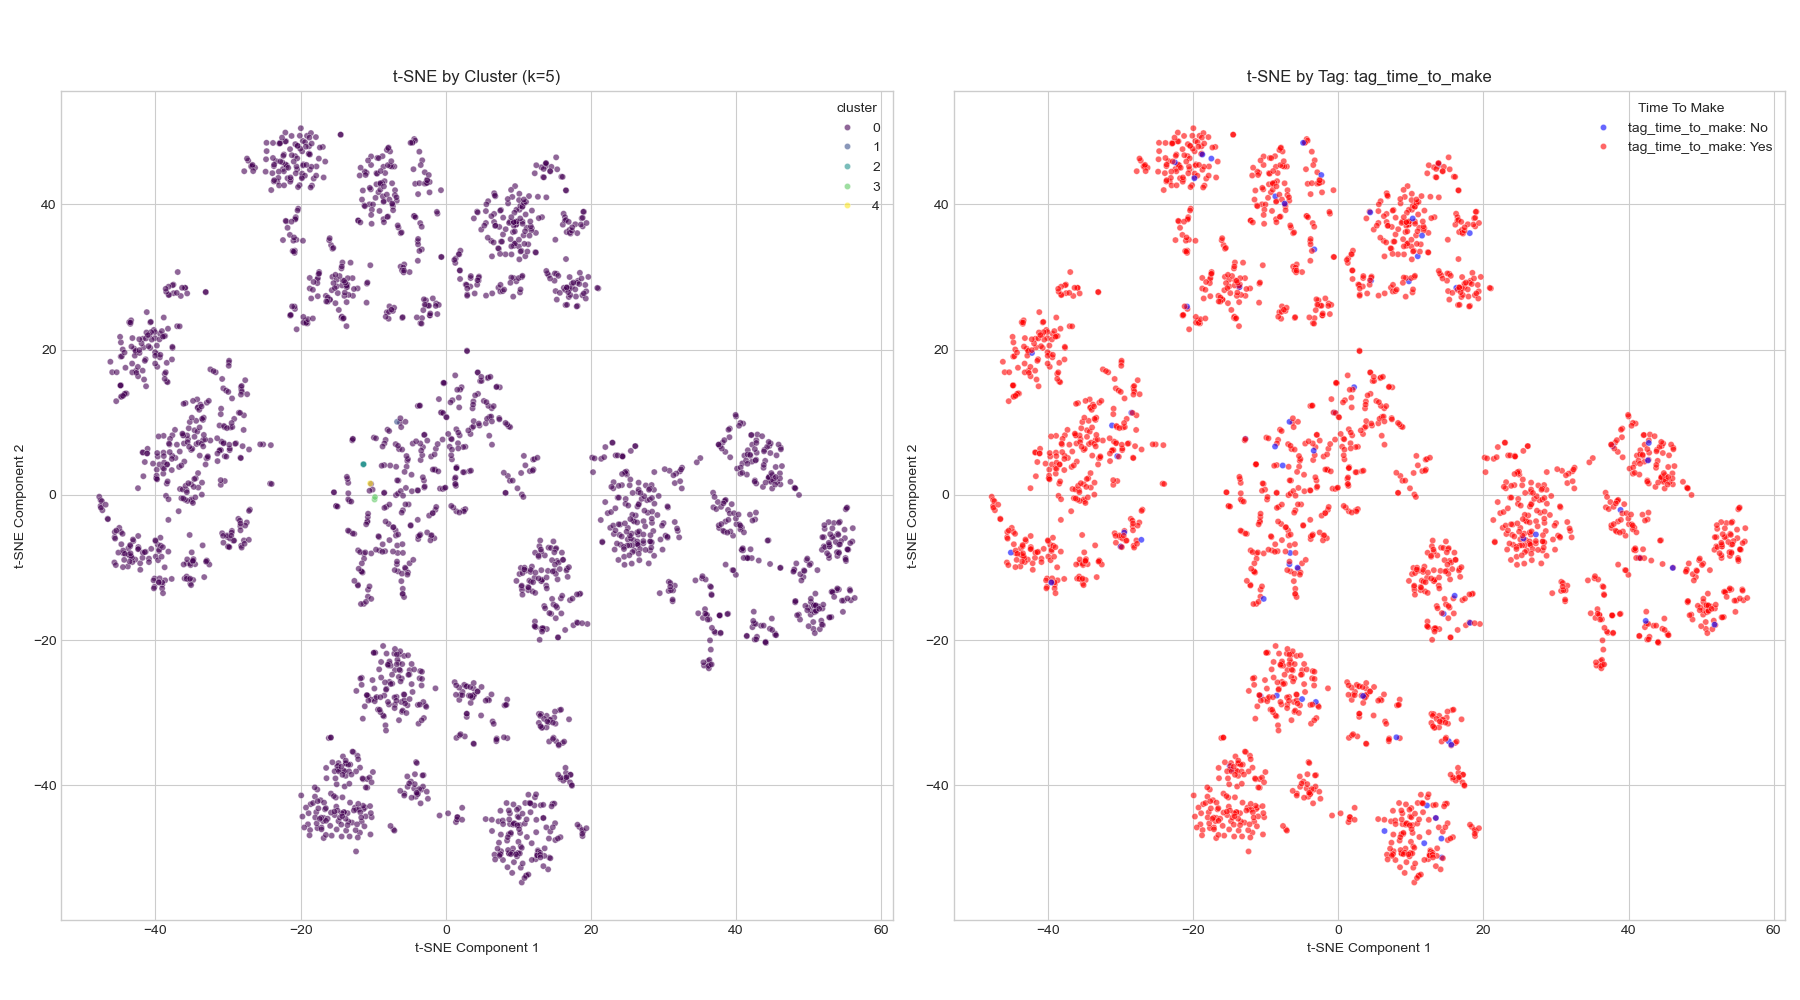 t-SNE by Cluster (k=5)
cluster
0
1
2
3
4
40
20
0
−20
−40
−40
−20
0
20
40
60
t-SNE Component 1
t-SNE Component 2
t-SNE by Tag: tag_time_to_make
Time To Make
tag_time_to_make: No
tag_time_to_make: Yes
40
20
0
−20
−40
−40
−20
0
20
40
60
t-SNE Component 1
t-SNE Component 2